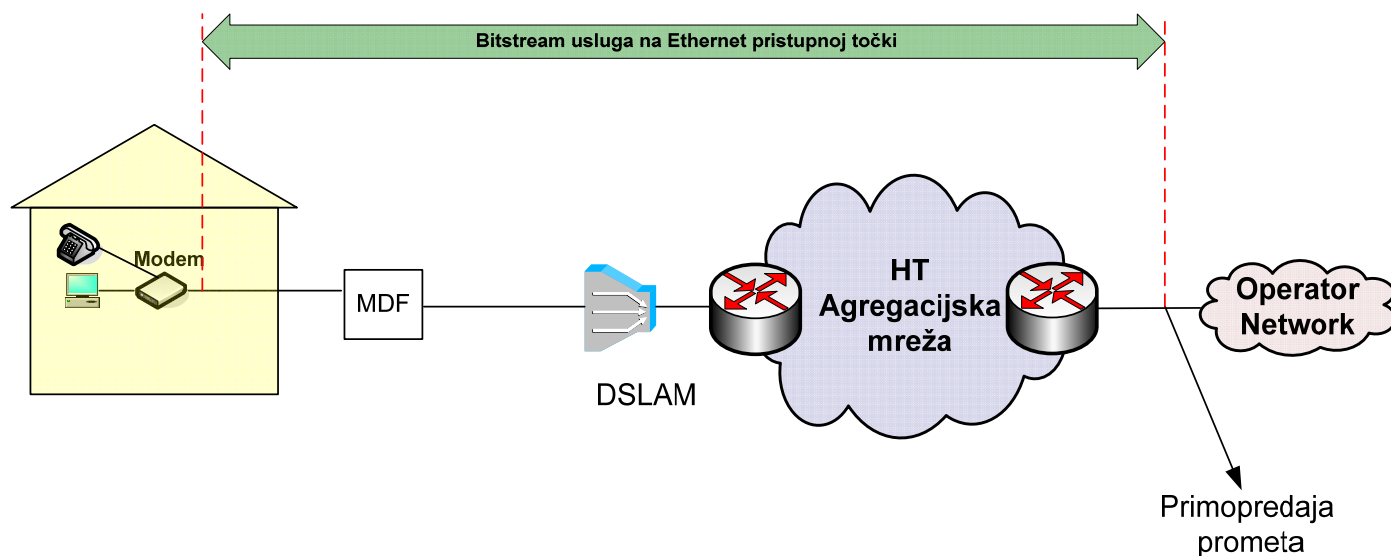 Bitstream usluga na Ethernet pristupnoj točki
Modem
MDF
DSLAM
HT
Agregacijska
mreža
Operator
Network
Primopredaja
prometa